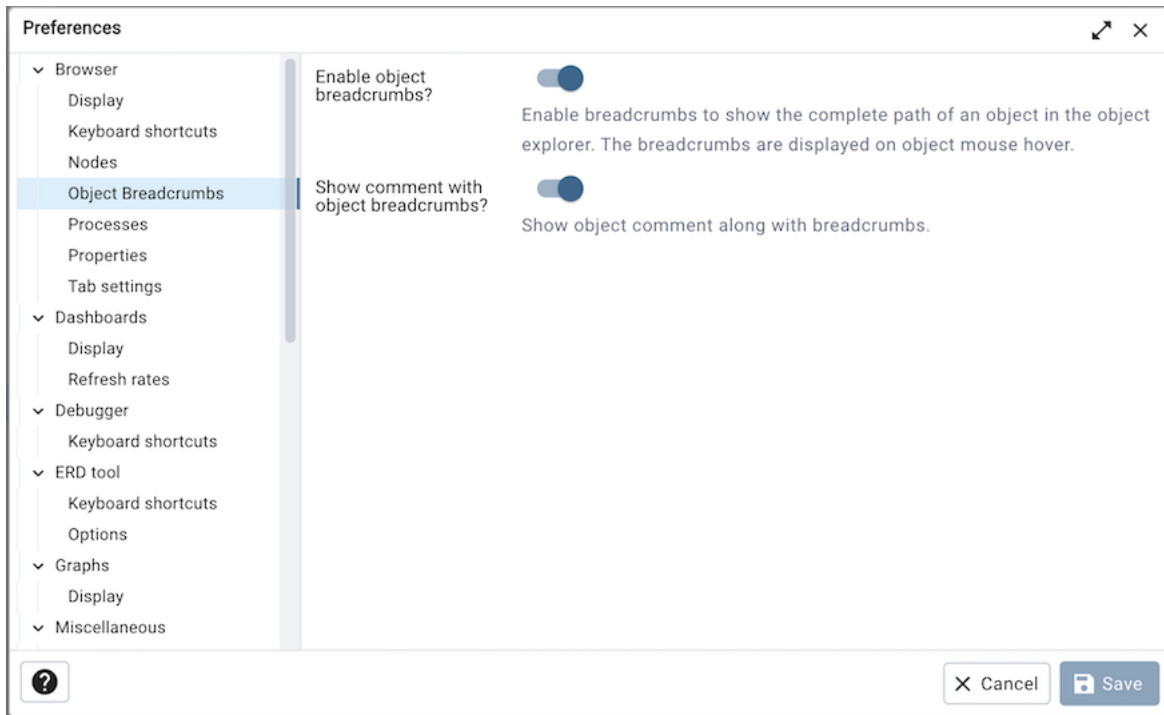 Preferences
Browser
Display
Keyboard shortcuts
Nodes
Object Breadcrumbs
Processes
Properties
Tab settings
Dashboards
Display
Refresh rates
Debugger
Keyboard shortcuts
ERD tool
Keyboard shortcuts
Options
Graphs
Display
Miscellaneous
Enable object
breadcrumbs?
Enable breadcrumbs to show the complete path of an object in the object
explorer. The breadcrumbs are displayed on object mouse hover.
Show comment with
object breadcrumbs?
Show object comment along with breadcrumbs.
?
Cancel
Save